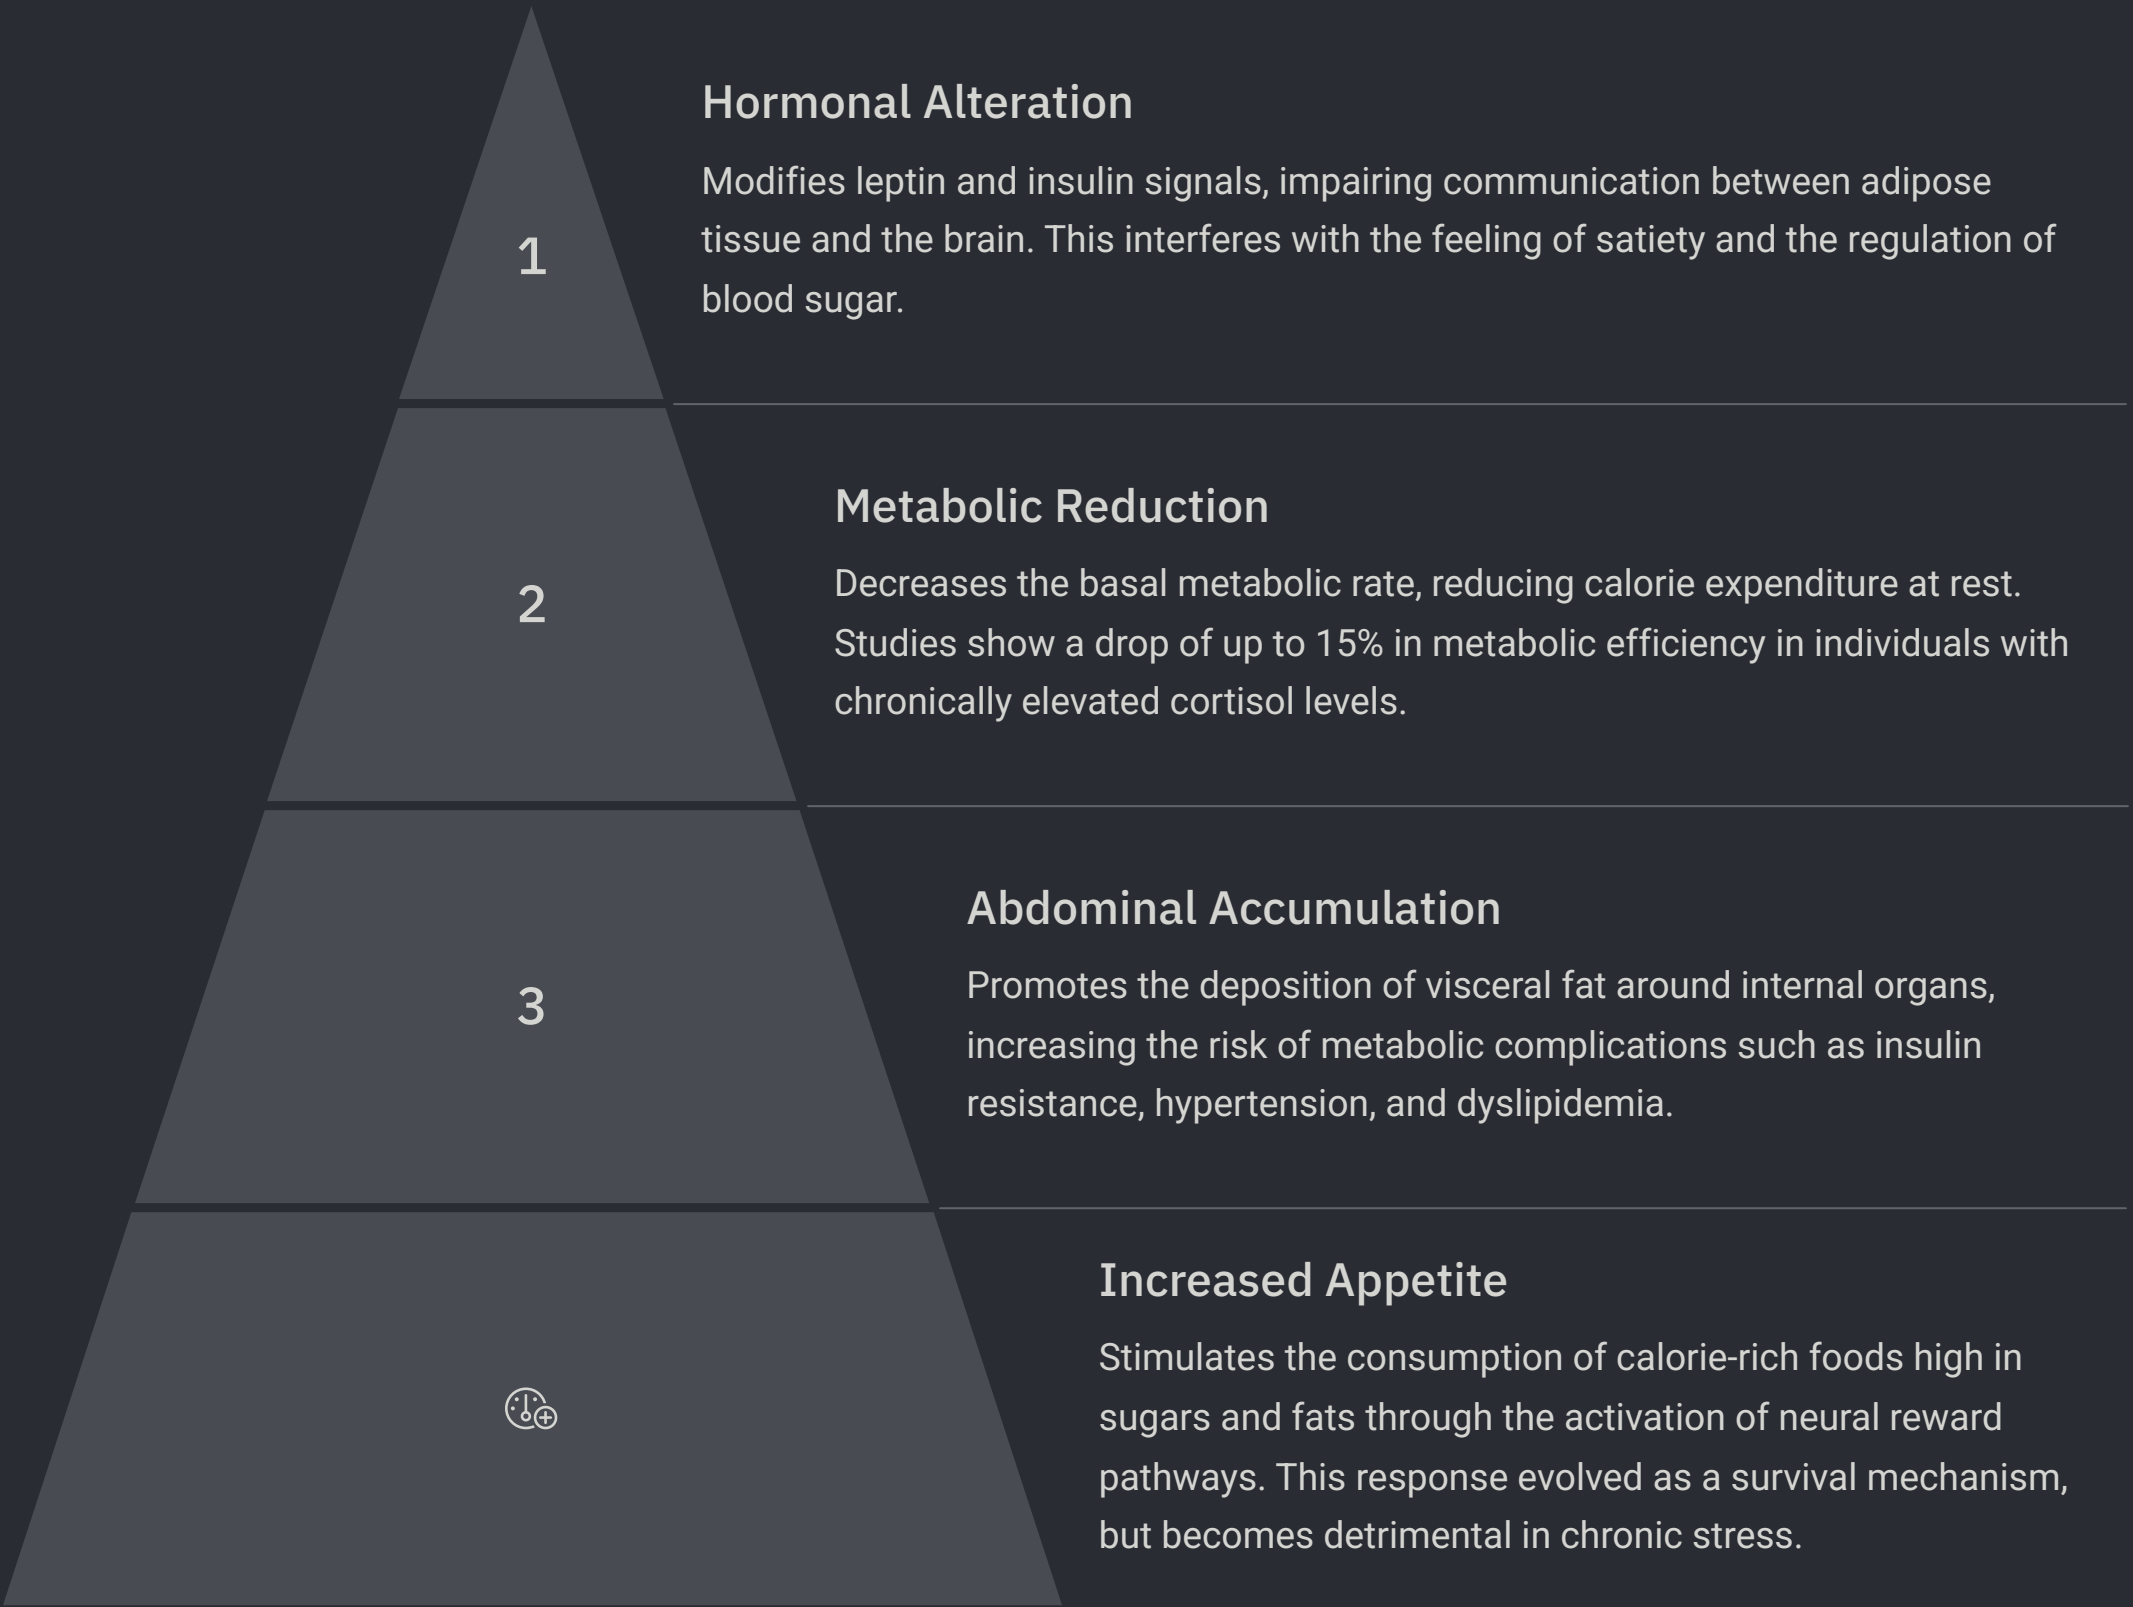 Hormonal Alteration
Modifies leptin and insulin signals, impairing communication between adipose
tissue and the brain. This interferes with the feeling of satiety and the regulation of
blood sugar.
1
Metabolic Reduction
Decreases the basal metabolic rate, reducing calorie expenditure at rest.
Studies show a drop of up to 15% in metabolic efficiency in individuals with
chronically elevated cortisol levels.
2
Abdominal Accumulation
Promotes the deposition of visceral fat around internal organs,
increasing the risk of metabolic complications such as insulin
resistance, hypertension, and dyslipidemia.
3
Increased Appetite
Stimulates the consumption of calorie-rich foods high in
sugars and fats through the activation of neural reward
pathways. This response evolved as a survival mechanism,
but becomes detrimental in chronic stress.